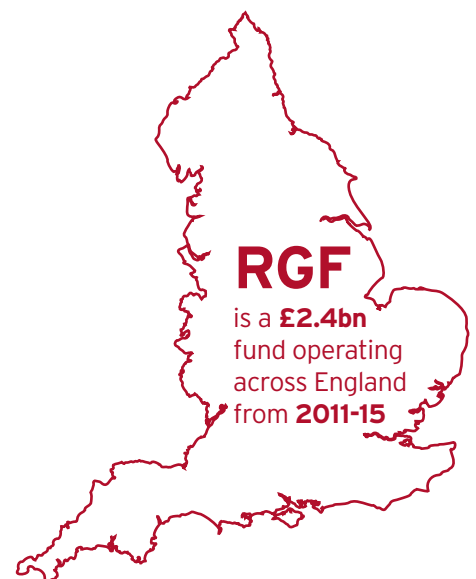 RGF
is a £2.4bn
fund operating
across England
from 2011-15